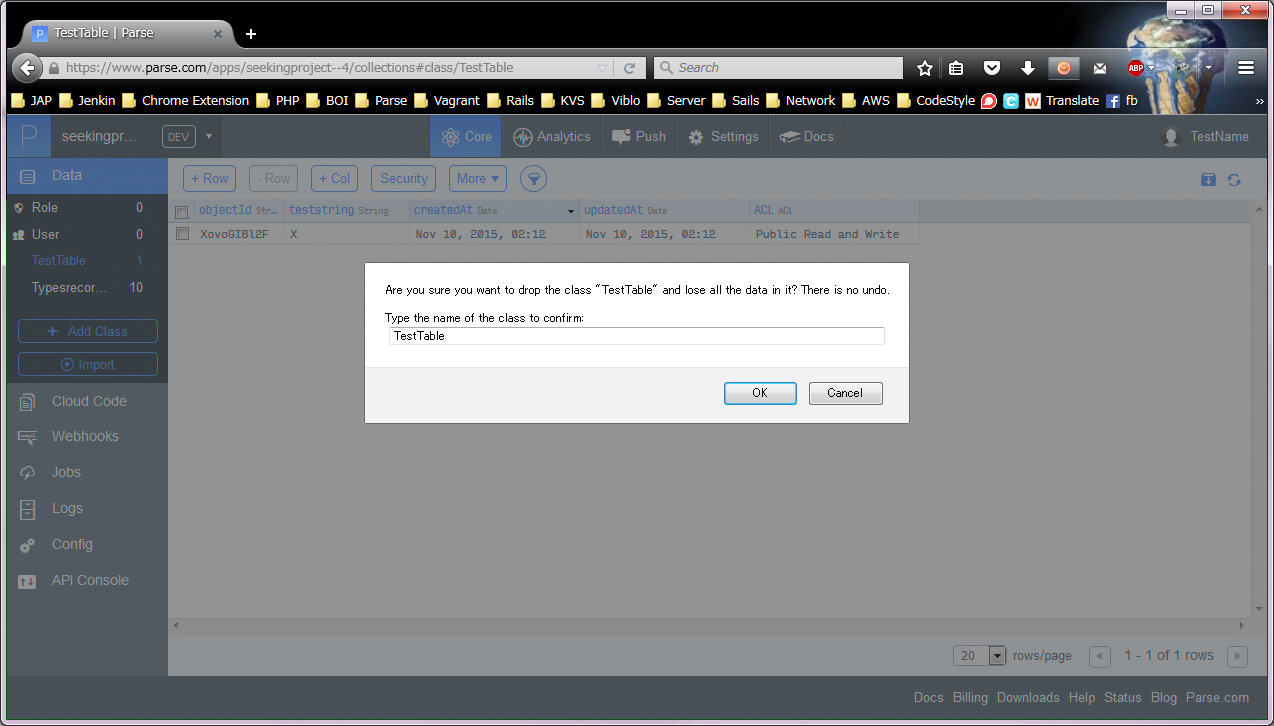 TestTable | Parse
https://www.parse.com/apps/seekingproject--4/collections#class/TestTable
Search
JAP Jenkin Chrome Extension PHP BOI Parse Vagrant Rails KVS Viblo Server Sails Network AWS CodeStyle Translate fb
seekingpr... DEV Core Analytics Push Settings Docs TestName
Data
+ Row - Row + Col Security More
objectId Str... teststring String createdAt Date updatedAt Date ACL ACL
XovoGIBl2F X Nov 10, 2015, 02:12 Nov 10, 2015, 02:12 Public Read and Write
Role 0
User 0
TestTable 1
Typesrecor... 10
+ Add Class
Import
Cloud Code
Webhooks
Jobs
Logs
Config
API Console
Are you sure you want to drop the class "TestTable" and lose all the data in it? There is no undo.
Type the name of the class to confirm:
TestTable
OK Cancel
20 rows/page 1 - 1 of 1 rows
Docs Billing Downloads Help Status Blog Parse.com